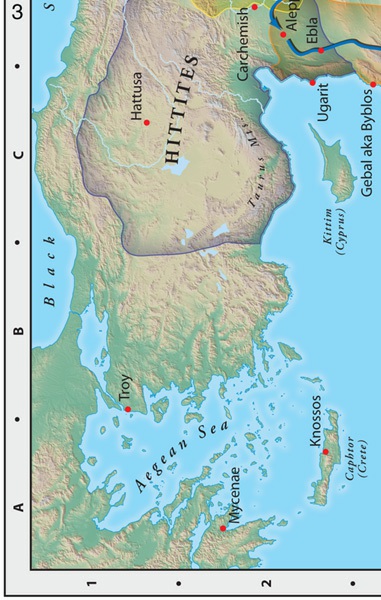 A
B
C
1
2
3
Black
S
Troy
Aegean Sea
Mycenae
Knossos
Caphtor
(Crete)
Hattusa
HITTITES
Taurus Mts.
Kittim
(Cyprus)
Carchemish
Alepp
Ebla
Ugarit
Gebal aka Byblos